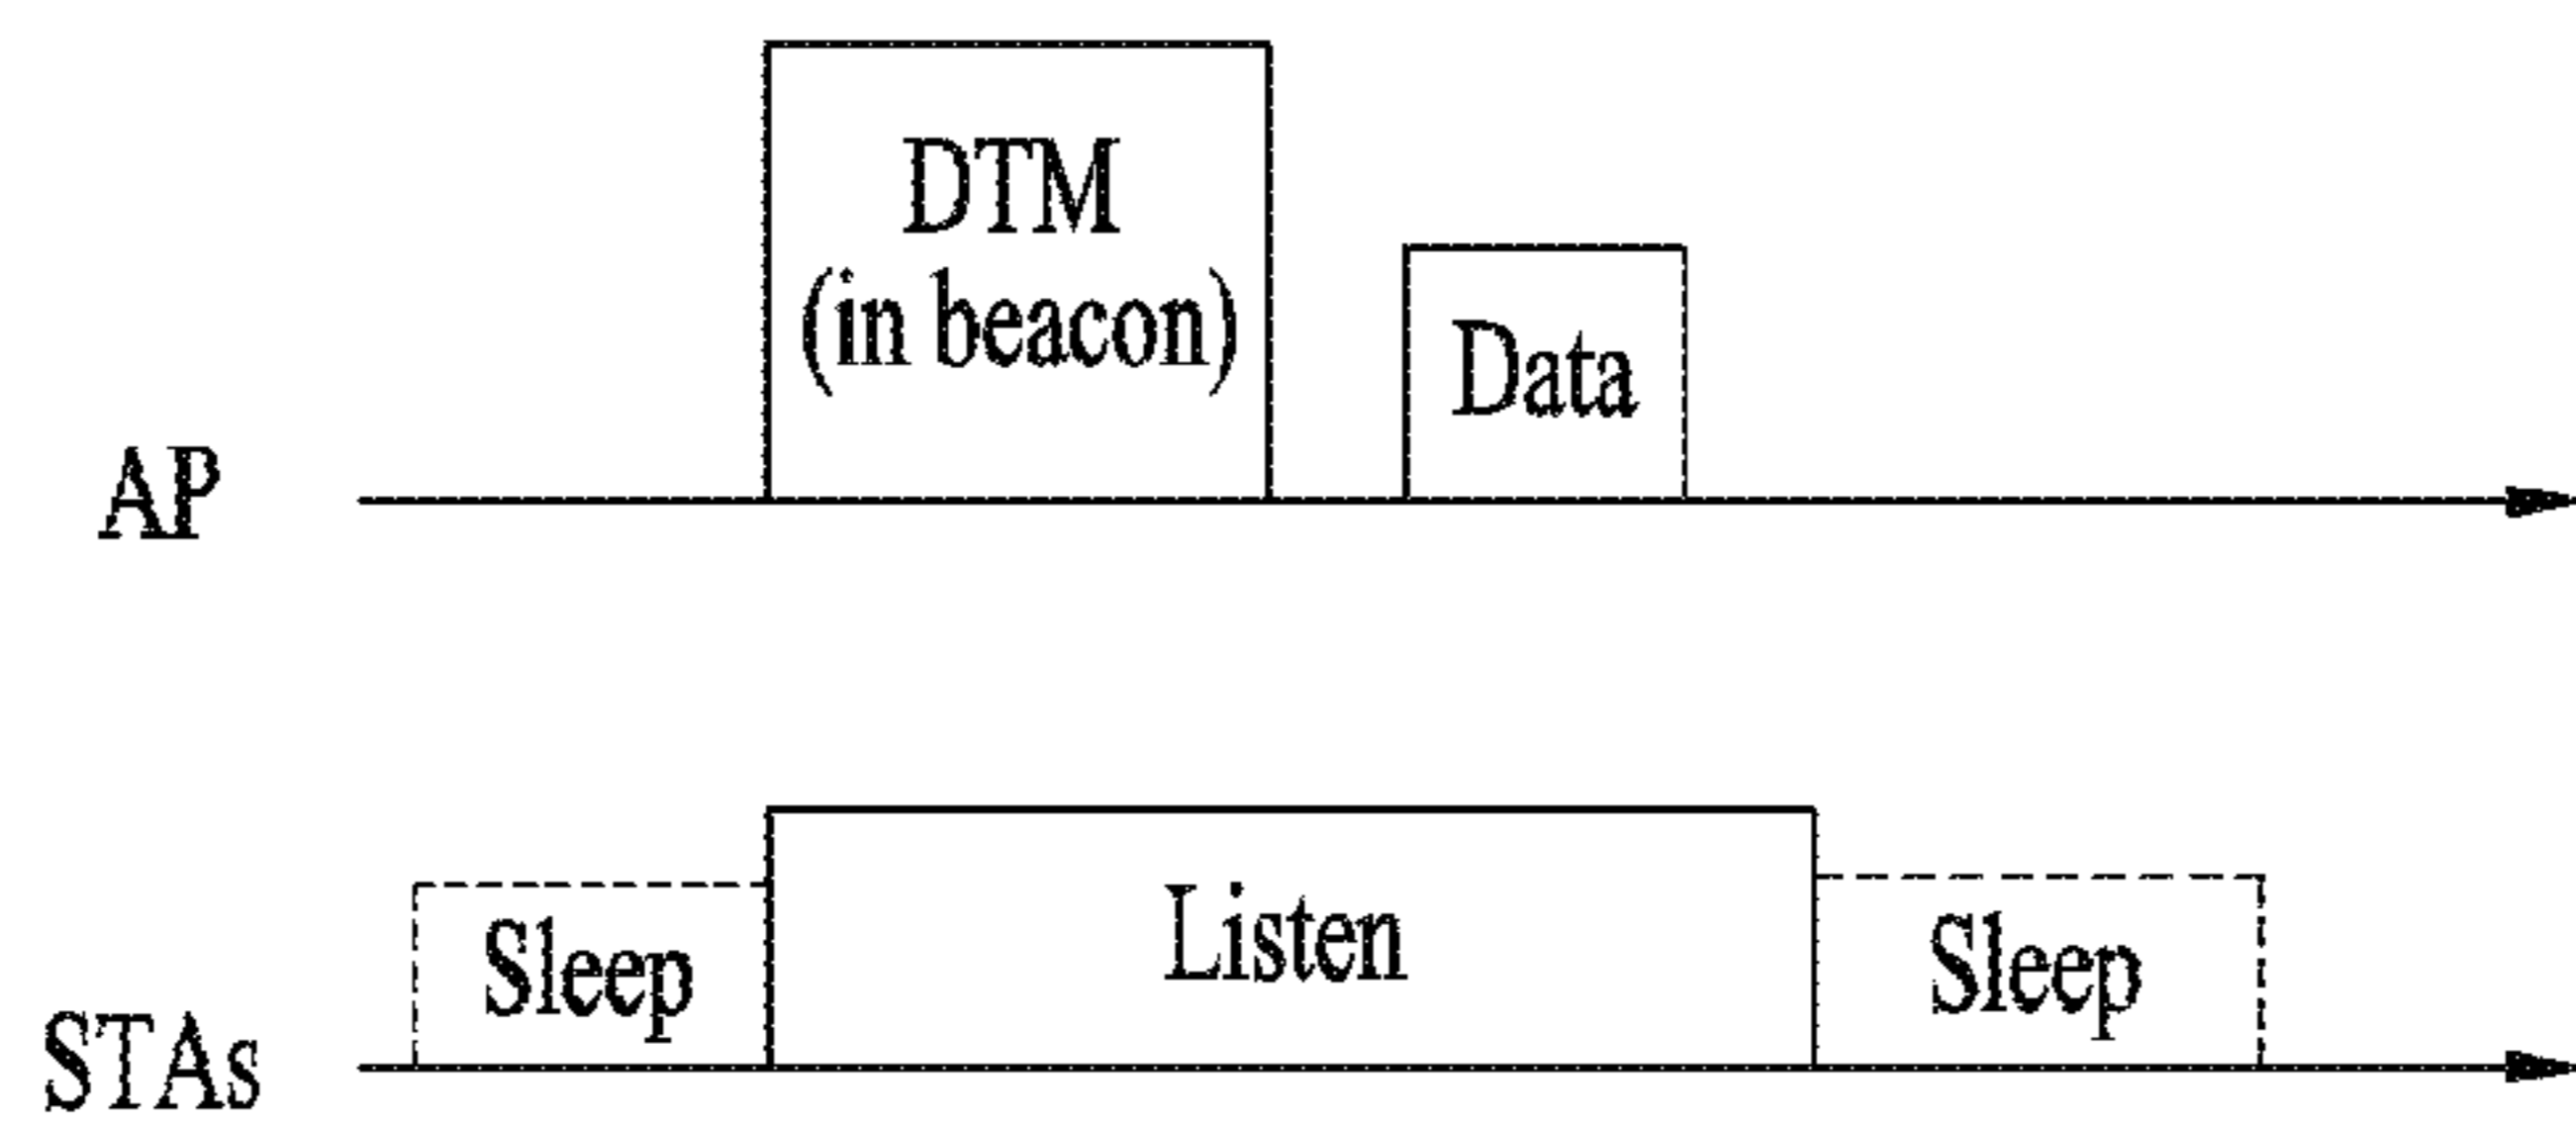 DTM
(in beacon)
Data
AP
Sleep
Listen
Sleep
STAs